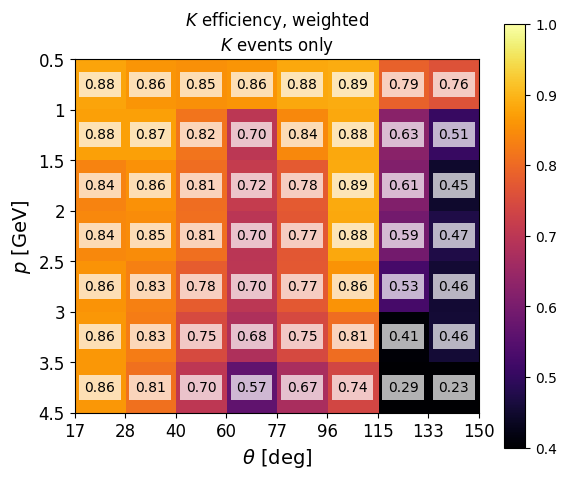 K efficiency, weighted
K events only
1.0
0.9
0.8
0.7
0.6
0.5
0.4
p [GeV]
0.5
0.88 0.86 0.85 0.86 0.88 0.89 0.79 0.76
1
0.88 0.87 0.82 0.70 0.84 0.88 0.63 0.51
1.5
0.84 0.86 0.81 0.72 0.78 0.89 0.61 0.45
2
0.84 0.85 0.81 0.70 0.77 0.88 0.59 0.47
2.5
0.86 0.83 0.78 0.70 0.77 0.86 0.53 0.46
3
0.86 0.83 0.75 0.68 0.75 0.81 0.41 0.46
3.5
0.86 0.81 0.70 0.57 0.67 0.74 0.29 0.23
4.5
17 28 40 60 77 96 115 133 150
θ [deg]